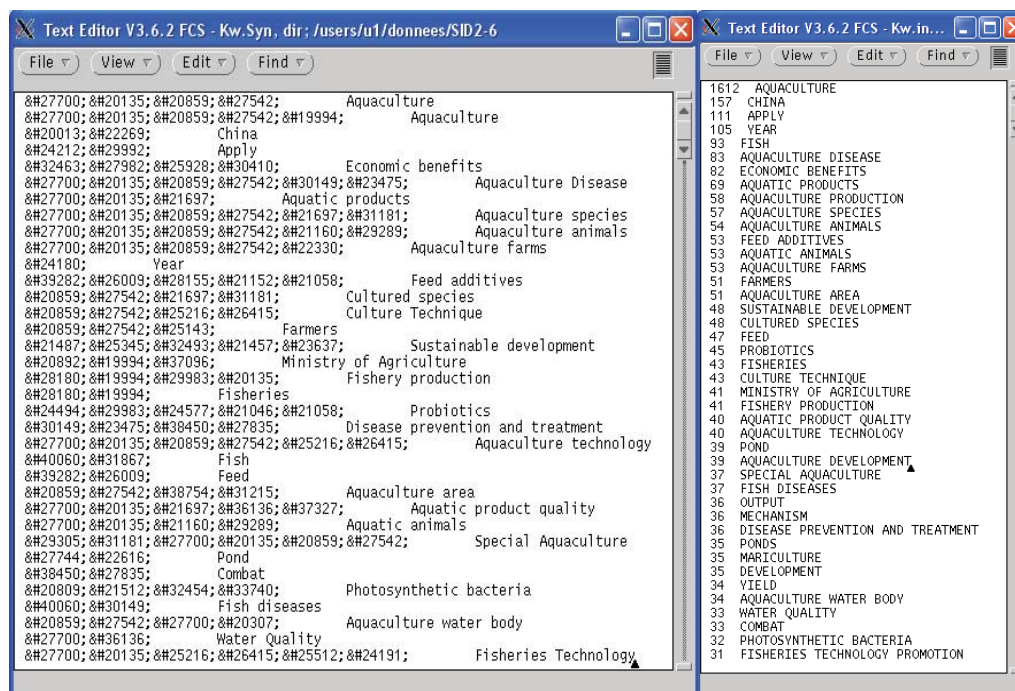 Text Editor V3.6.2 FCS - Kw.Syn, dir; /users/u1/donnees/SID2-6
File View Edit Find
&#27700;&#20135;&#20859;&#27542; Aquaculture
&#27700;&#20135;&#20859;&#27542;&#19994; Aquaculture
&#20013;&#22269; China
&#24212;&#29992; Apply
&#32463;&#27982;&#25928;&#30410; Economic benefits
&#27700;&#20135;&#20859;&#27542;&#30149;&#23475; Aquaculture Disease
&#27700;&#20135;&#21697; Aquatic products
&#27700;&#20135;&#20859;&#27542;&#21697;&#31181; Aquaculture species
&#27700;&#20135;&#20859;&#27542;&#21160;&#29289; Aquaculture animals
&#27700;&#20135;&#20859;&#27542;&#22330; Aquaculture farms
&#24180; Year
&#39282;&#26009;&#28155;&#21152;&#21058; Feed additives
&#20859;&#27542;&#21697;&#31181; Cultured species
&#20859;&#27542;&#25216;&#26415; Culture Technique
&#20859;&#27542;&#25143; Farmers
&#21487;&#25345;&#32493;&#21457;&#23637; Sustainable development
&#20892;&#19994;&#37096; Ministry of Agriculture
&#28180;&#19994;&#29983;&#20135; Fishery production
&#28180;&#19994; Fisheries
&#24494;&#29983;&#24577;&#21046;&#21058; Probiotics
&#30149;&#23475;&#38450;&#27835; Disease prevention and treatment
&#27700;&#20135;&#20859;&#27542;&#25216;&#26415; Aquaculture technology
&#40060;&#31867; Fish
&#39282;&#26009; Feed
&#20859;&#27542;&#38754;&#31215; Aquaculture area
&#27700;&#20135;&#21697;&#36136;&#37327; Aquatic product quality
&#27700;&#20135;&#21160;&#29289; Aquatic animals
&#29305;&#31181;&#27700;&#20135;&#20859;&#27542; Special Aquaculture
&#27744;&#22616; Pond
&#38450;&#27835; Combat
&#20809;&#21512;&#32454;&#33740; Photosynthetic bacteria
&#40060;&#30149; Fish diseases
&#20859;&#27542;&#27700;&#20307; Aquaculture water body
&#27700;&#36136; Water Quality
&#27700;&#20135;&#25216;&#26415;&#25512;&#24191; Fisheries Technology
Text Editor V3.6.2 FCS - Kw.in...
File View Edit Find
1612 AQUACULTURE
157 CHINA
111 APPLY
105 YEAR
93 FISH
83 AQUACULTURE DISEASE
82 ECONOMIC BENEFITS
69 AQUATIC PRODUCTS
58 AQUACULTURE PRODUCTION
57 AQUACULTURE SPECIES
54 AQUACULTURE ANIMALS
53 FEED ADDITIVES
53 AQUATIC ANIMALS
53 AQUACULTURE FARMS
51 FARMERS
51 AQUACULTURE AREA
48 SUSTAINABLE DEVELOPMENT
48 CULTURED SPECIES
47 FEED
45 PROBIOTICS
43 FISHERIES
43 CULTURE TECHNIQUE
41 MINISTRY OF AGRICULTURE
41 FISHERY PRODUCTION
40 AQUATIC PRODUCT QUALITY
40 AQUACULTURE TECHNOLOGY
39 POND
39 AQUACULTURE DEVELOPMENT
37 SPECIAL AQUACULTURE
37 FISH DISEASES
36 OUTPUT
36 MECHANISM
36 DISEASE PREVENTION AND TREATMENT
35 PONDS
35 MARICULTURE
35 DEVELOPMENT
34 YIELD
34 AQUACULTURE WATER BODY
33 WATER QUALITY
33 COMBAT
32 PHOTOSYNTHETIC BACTERIA
31 FISHERIES TECHNOLOGY PROMOTION